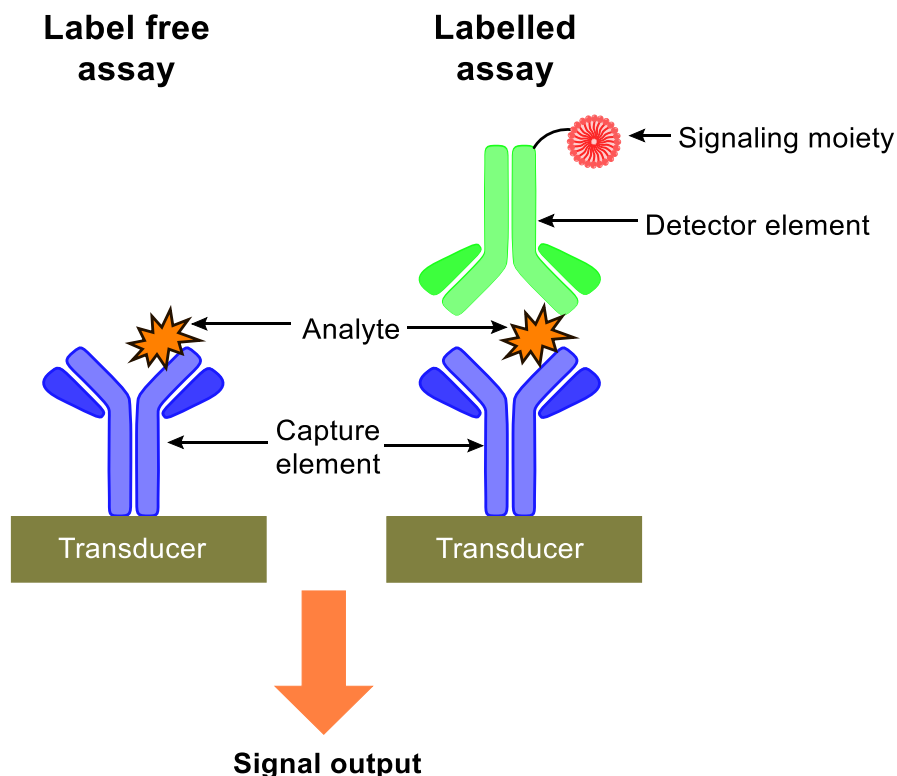 Label free
assay
Labelled
assay
Signaling moiety
Detector element
Analyte
Capture
element
Transducer
Transducer
Signal output